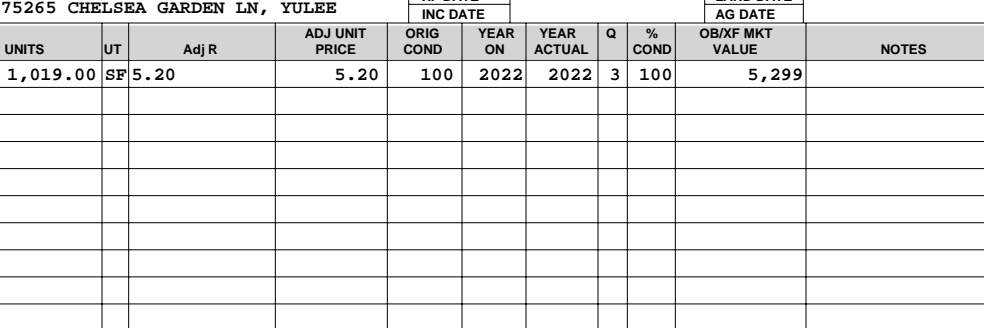 75265 CHELSEA GARDEN LN, YULEE
INC DATE
AG DATE
UNITS UT Adj R ADJ UNIT PRICE ORIG COND YEAR ON YEAR ACTUAL Q % COND OB/XF MKT VALUE NOTES
1,019.00 SF 5.20 5.20 100 2022 2022 3 100 5,299